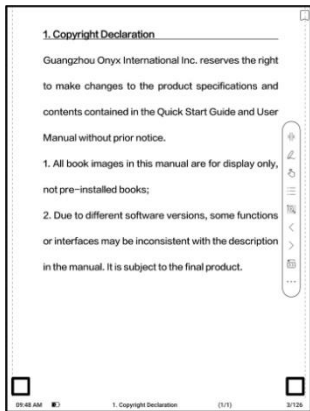 1. Copyright Declaration
Guangzhou Onyx International Inc. reserves the right
to make changes to the product specifications and
contents contained in the Quick Start Guide and User
Manual without prior notice.
1. All book images in this manual are for display only,
not pre-installed books;
2. Due to different software versions, some functions
or interfaces may be inconsistent with the description
in the manual. It is subject to the final product.
09:48 AM 1. Copyright Declaration (1/1) 3/126